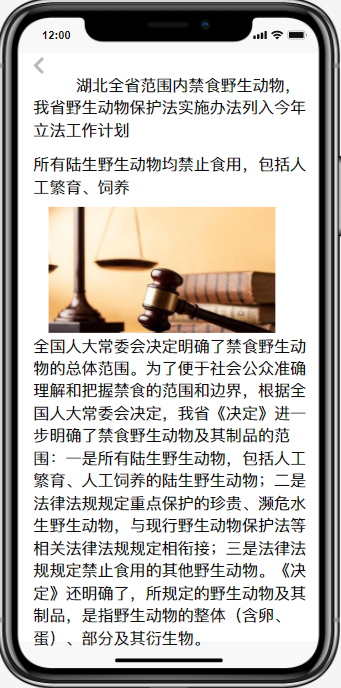 12:00
湖北全省范围内禁食野生动物，
我省野生动物保护法实施办法列入今年
立法工作计划
所有陆生野生动物均禁止食用，包括人
工繁育、饲养
全国人大常委会决定明确了禁食野生动
物的总体范围。为了便于社会公众准确
理解和把握禁食的范围和边界，根据全
国人大常委会决定，我省《决定》进一
步明确了禁食野生动物及其制品的范
围：一是所有陆生野生动物，包括人工
繁育、人工饲养的陆生野生动物；二是
法律法规规定重点保护的珍贵、濒危水
生野生动物，与现行野生动物保护法等
相关法律法规规定相衔接；三是法律法
规规定禁止食用的其他野生动物。《决
定》还明确了，所规定的野生动物及其
制品，是指野生动物的整体（含卵、
蛋）、部分及其衍生物。